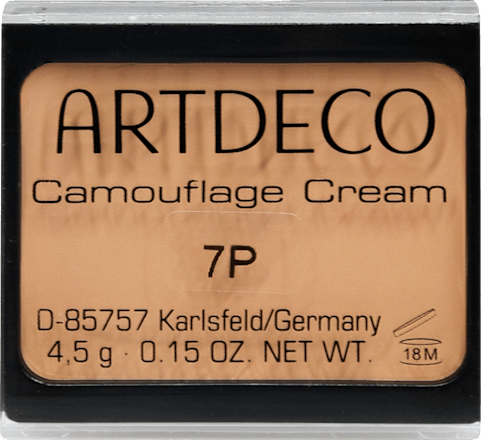 ARTDECO
Camouflage Cream
7P
D-85757 Karlsfeld/Germany
4,5 g · 0.15 OZ. NET WT.
18M